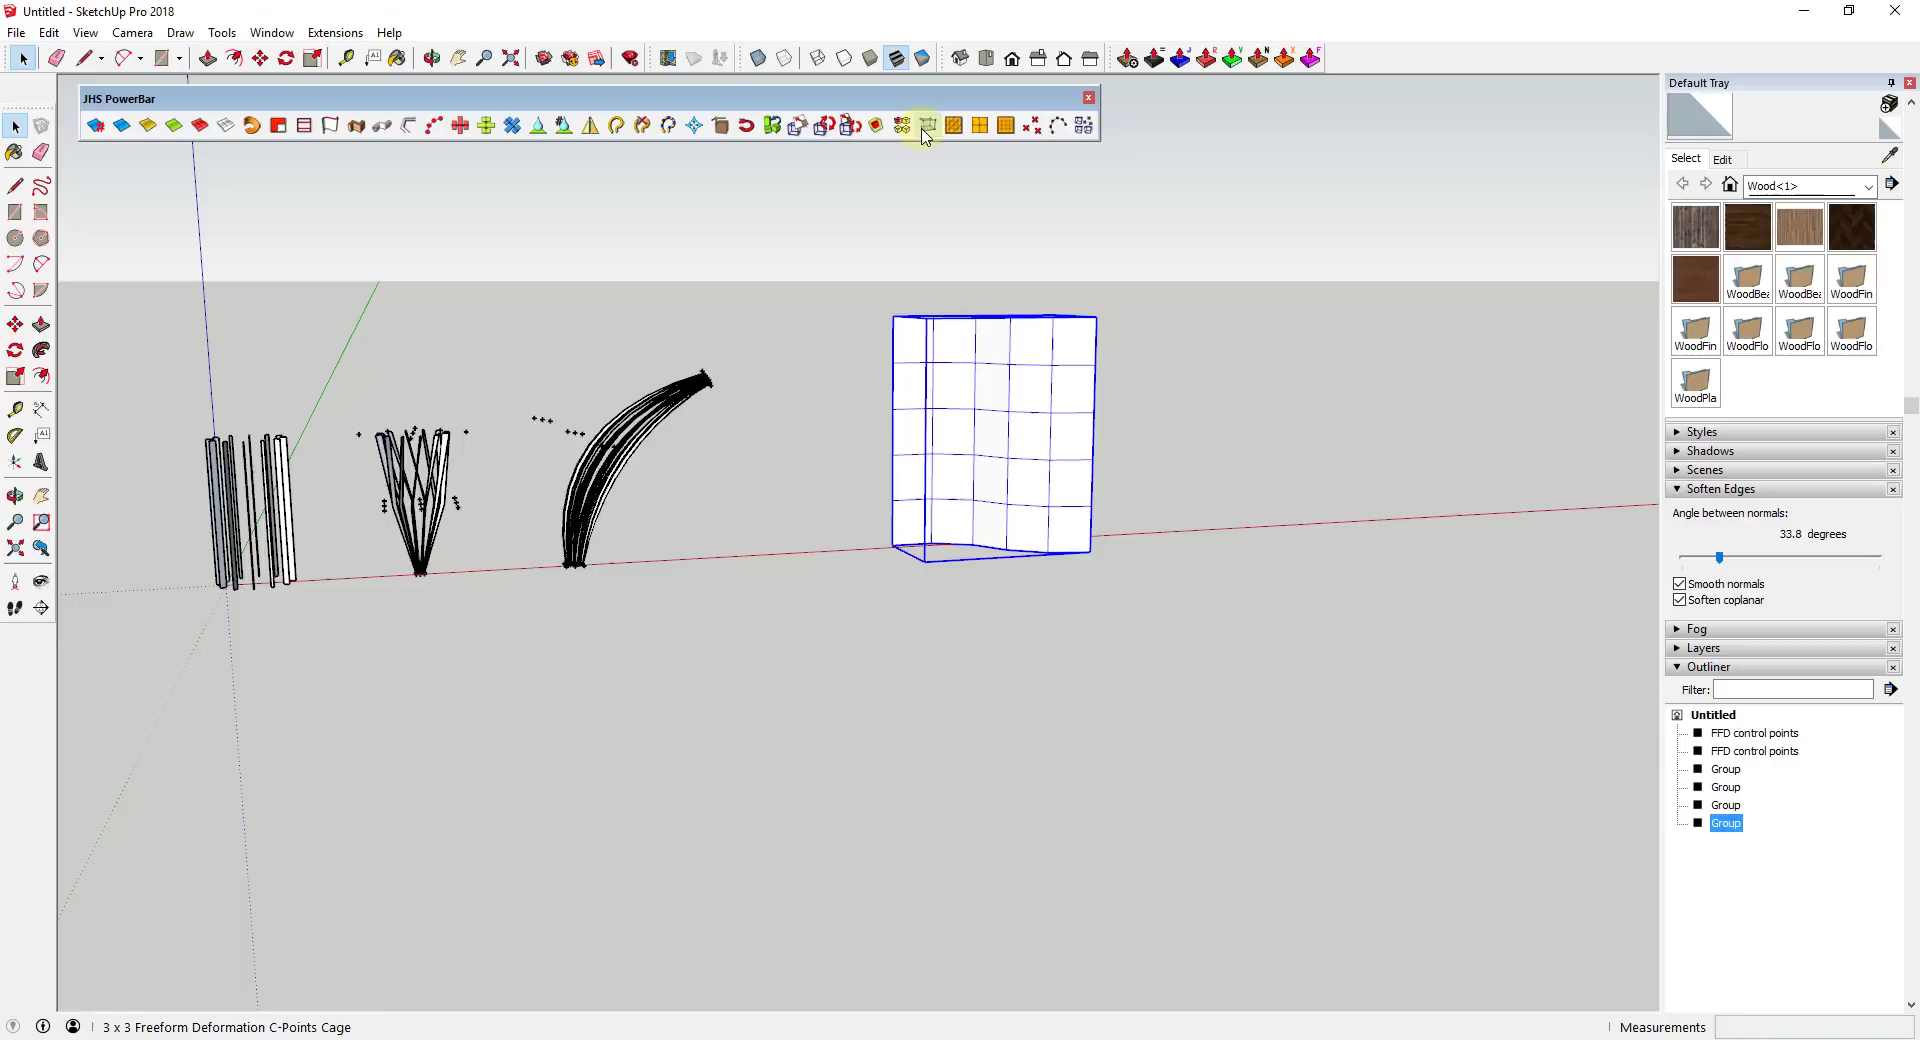 Untitled - SketchUp Pro 2018
File Edit View Camera Draw Tools Window Extensions Help
JHS PowerBar
Default Tray
Select Edit
Wood<1>
WoodBea WoodBea WoodFin
WoodFin WoodFlo WoodFlo WoodFlo
WoodPla
Styles
Shadows
Scenes
Soften Edges
Angle between normals:
33.8 degrees
Smooth normals
Soften coplanar
Fog
Layers
Outliner
Filter:
Untitled
FFD control points
FFD control points
Group
Group
Group
Group
3 x 3 Freeform Deformation C-Points Cage
Measurements